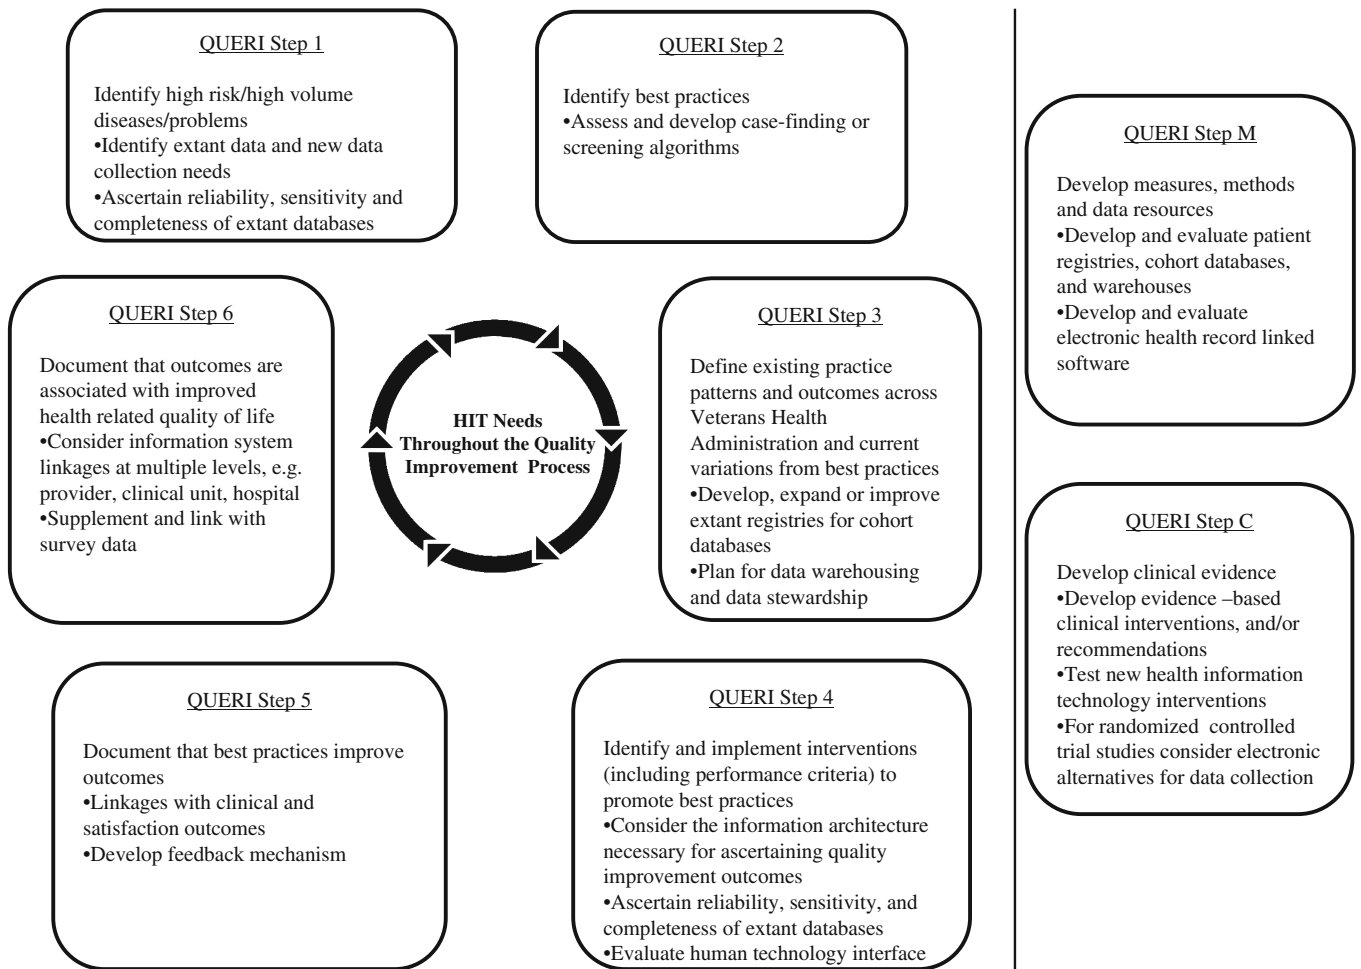 QUERI Step 1
Identify high risk/high volume
diseases/problems
•Identify extant data and new data
collection needs
•Ascertain reliability, sensitivity and
completeness of extant databases
QUERI Step 2
Identify best practices
•Assess and develop case-finding or
screening algorithms
QUERI Step 3
Define existing practice
patterns and outcomes across
Veterans Health
Administration and current
variations from best practices
•Develop, expand or improve
extant registries for cohort
databases
•Plan for data warehousing
and data stewardship
QUERI Step 4
Identify and implement interventions
(including performance criteria) to
promote best practices
•Consider the information architecture
necessary for ascertaining quality
improvement outcomes
•Ascertain reliability, sensitivity, and
completeness of extant databases
•Evaluate human technology interface
QUERI Step 5
Document that best practices improve
outcomes
•Linkages with clinical and
satisfaction outcomes
•Develop feedback mechanism
QUERI Step 6
Document that outcomes are
associated with improved
health related quality of life
•Consider information system
linkages at multiple levels, e.g.
provider, clinical unit, hospital
•Supplement and link with
survey data
HIT Needs
Throughout the Quality
Improvement Process
QUERI Step M
Develop measures, methods
and data resources
•Develop and evaluate patient
registries, cohort databases,
and warehouses
•Develop and evaluate
electronic health record linked
software
QUERI Step C
Develop clinical evidence
•Develop evidence –based
clinical interventions, and/or
recommendations
•Test new health information
technology interventions
•For randomized controlled
trial studies consider electronic
alternatives for data collection